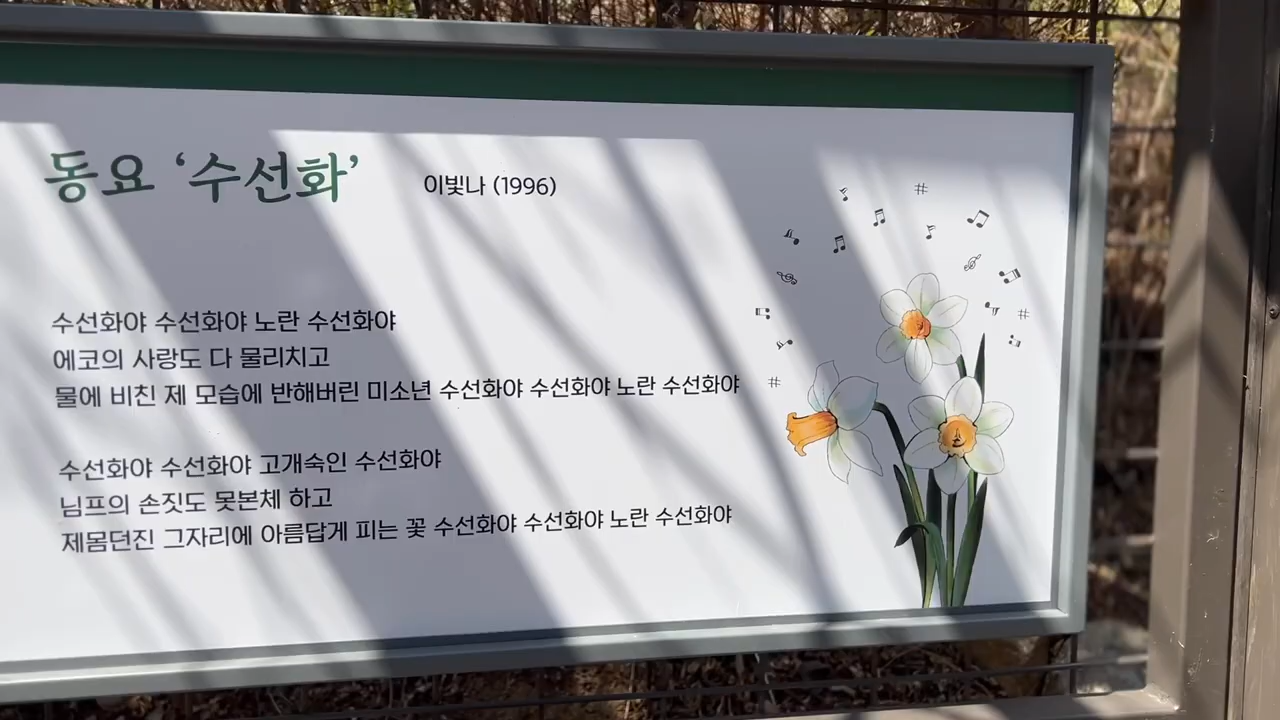 동요 ‘수선화’
이빛나 (1996)
수선화야 수선화야 노란 수선화야
에코의 사랑도 다 물리치고
물에 비친 제 모습에 반해버린 미소년 수선화야 수선화야 노란 수선화야
수선화야 수선화야 고개숙인 수선화야
님프의 손짓도 못본체 하고
제몸던진 그자리에 아름답게 피는 꽃 수선화야 수선화야 노란 수선화야